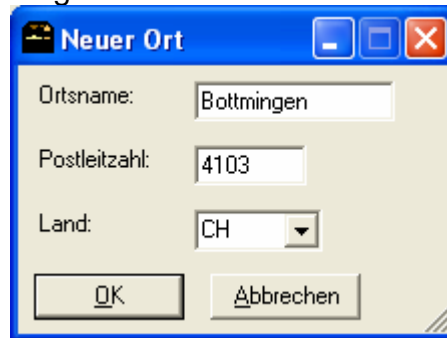 Neuer Ort
Ortsname: Bottmingen
Postleitzahl: 4103
Land: CH
OK Abbrechen